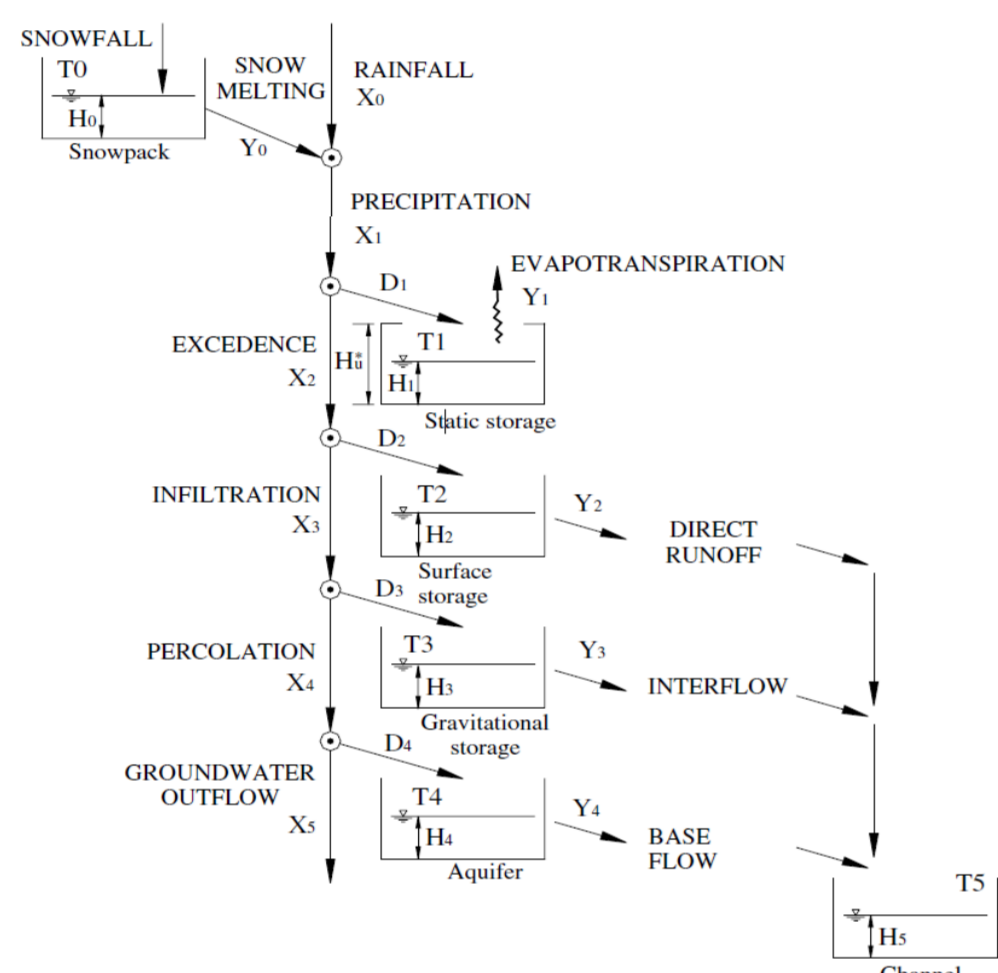 SNOWFALL
T0
H0
Snowpack
SNOW
MELTING
Y0
RAINFALL
X0
PRECIPITATION
X1
D1
EVAPOTRANSPIRATION
Y1
EXCEDENCE
X2
Hů
T1
H1
Static storage
D2
INFILTRATION
X3
T2
H2
Surface
storage
Y2
DIRECT
RUNOFF
D3
PERCOLATION
X4
T3
H3
Gravitational
storage
Y3
INTERFLOW
D4
GROUNDWATER
OUTFLOW
X5
T4
H4
Aquifer
Y4
BASE
FLOW
T5
H5
Channel